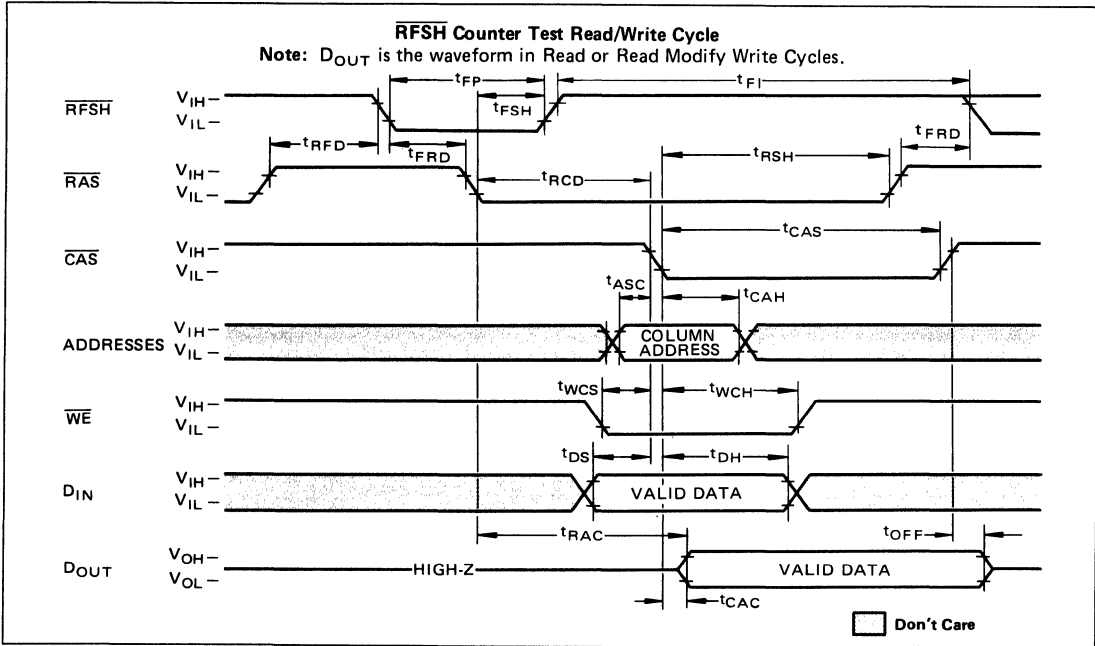 RFSH Counter Test Read/Write Cycle
Note: DOUT is the waveform in Read or Read Modify Write Cycles.
tFP
tFI
RFSH
VIH
VIL
tFSH
tRFD
tFRD
tFRD
RAS
VIH
VIL
tRCD
tRSH
CAS
VIH
VIL
tCAS
tASC
tCAH
ADDRESSES
VIH
VIL
COLUMN
ADDRESS
tWCS
tWCH
WE
VIH
VIL
tDS
tDH
DIN
VIH
VIL
VALID DATA
tRAC
tOFF
DOUT
VOH
VOL
HIGH-Z
VALID DATA
tCAC
Don't Care